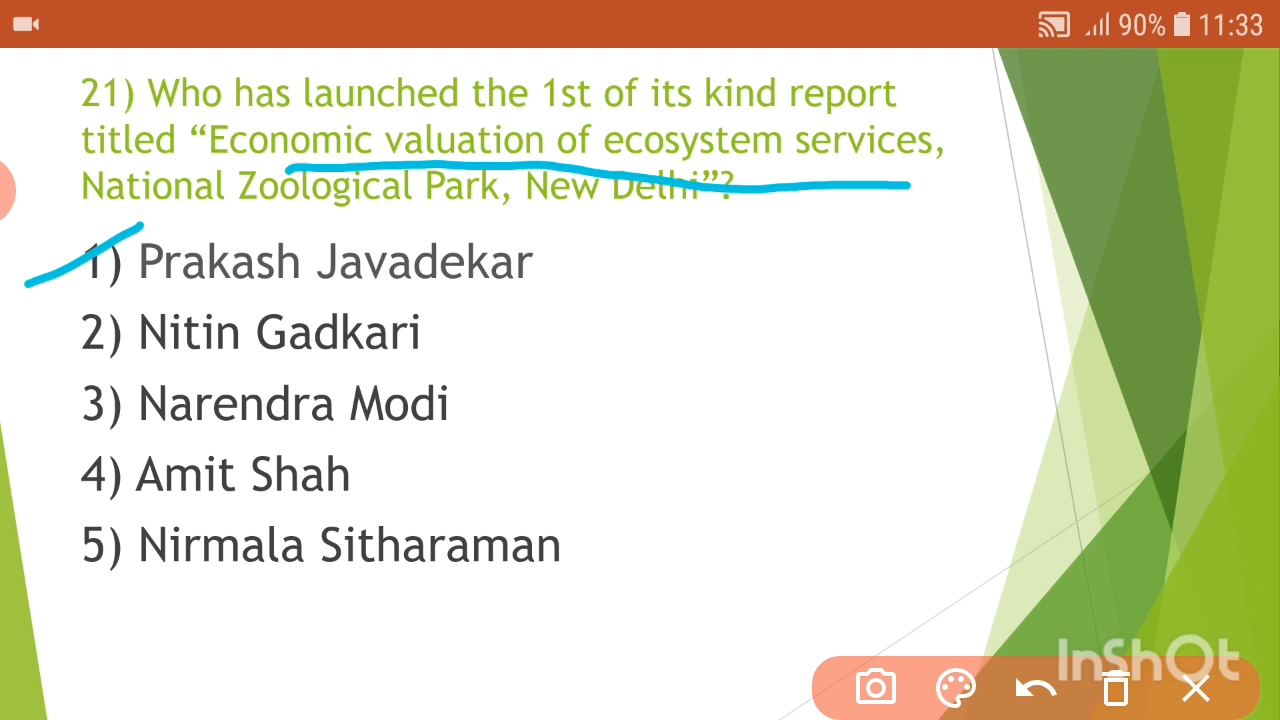 90% 11:33
21) Who has launched the 1st of its kind report
titled “Economic valuation of ecosystem services,
National Zoological Park, New Delhi”?
1) Prakash Javadekar
2) Nitin Gadkari
3) Narendra Modi
4) Amit Shah
5) Nirmala Sitharaman
InShOt